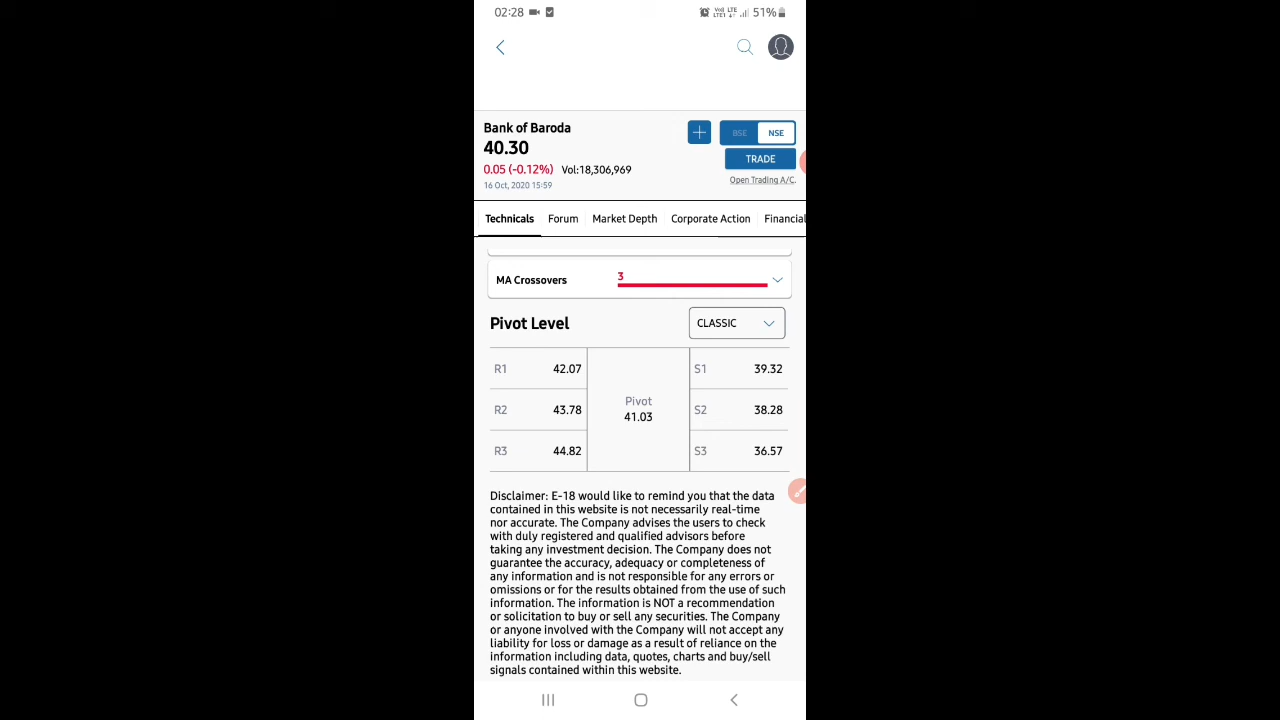 02:28 51%
Bank of Baroda
BSE NSE
40.30
TRADE
0.05 (-0.12%) Vol:18,306,969
Open Trading A/C.
16 Oct, 2020 15:59
Technicals Forum Market Depth Corporate Action Financial
MA Crossovers 3
Pivot Level CLASSIC
R1 42.07 S1 39.32
Pivot
R2 43.78 41.03 S2 38.28
R3 44.82 S3 36.57
Disclaimer: E-18 would like to remind you that the data
contained in this website is not necessarily real-time
nor accurate. The Company advises the users to check
with duly registered and qualified advisors before
taking any investment decision. The Company does not
guarantee the accuracy, adequacy or completeness of
any information and is not responsible for any errors or
omissions or for the results obtained from the use of such
information. The information is NOT a recommendation
or solicitation to buy or sell any securities. The Company
or anyone involved with the Company will not accept any
liability for loss or damage as a result of reliance on the
information including data, quotes, charts and buy/sell
signals contained within this website.